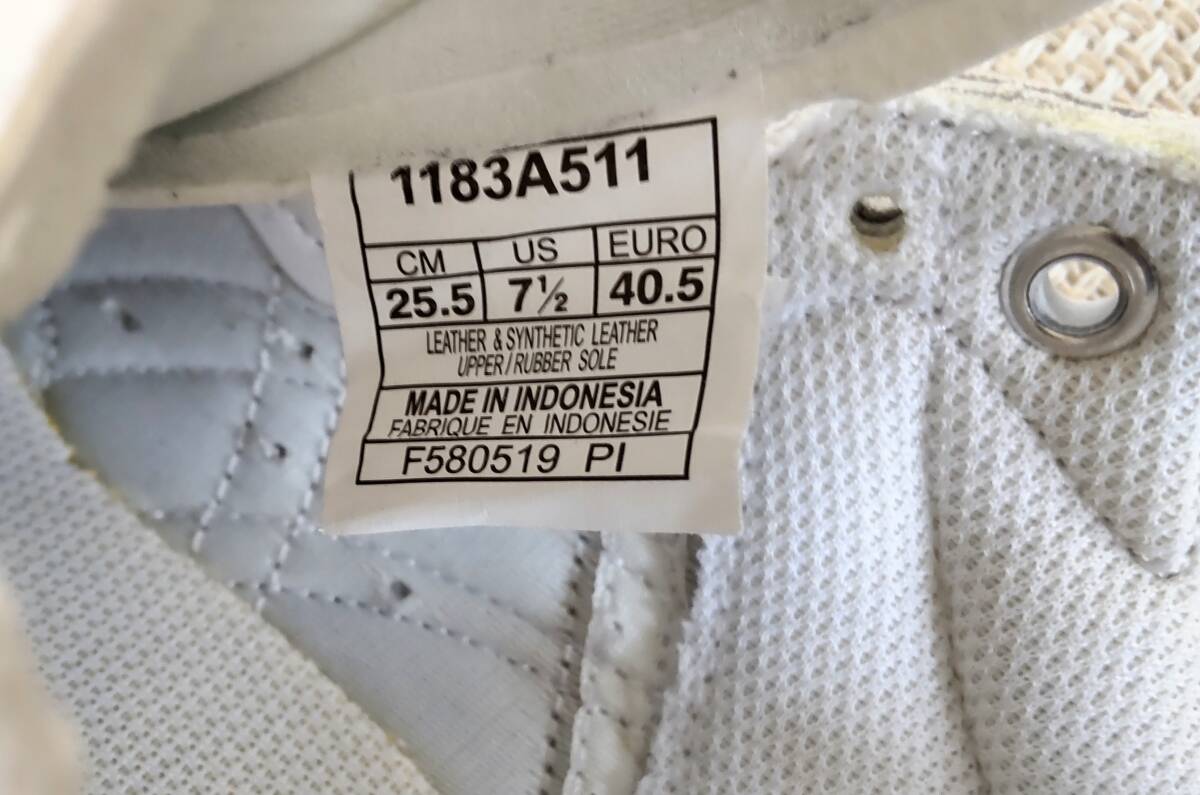 1183A511
CM US EURO
25.5 7½ 40.5
LEATHER & SYNTHETIC LEATHER
UPPER/RUBBER SOLE
MADE IN INDONESIA
FABRIQUE EN INDONESIE
F580519 PI